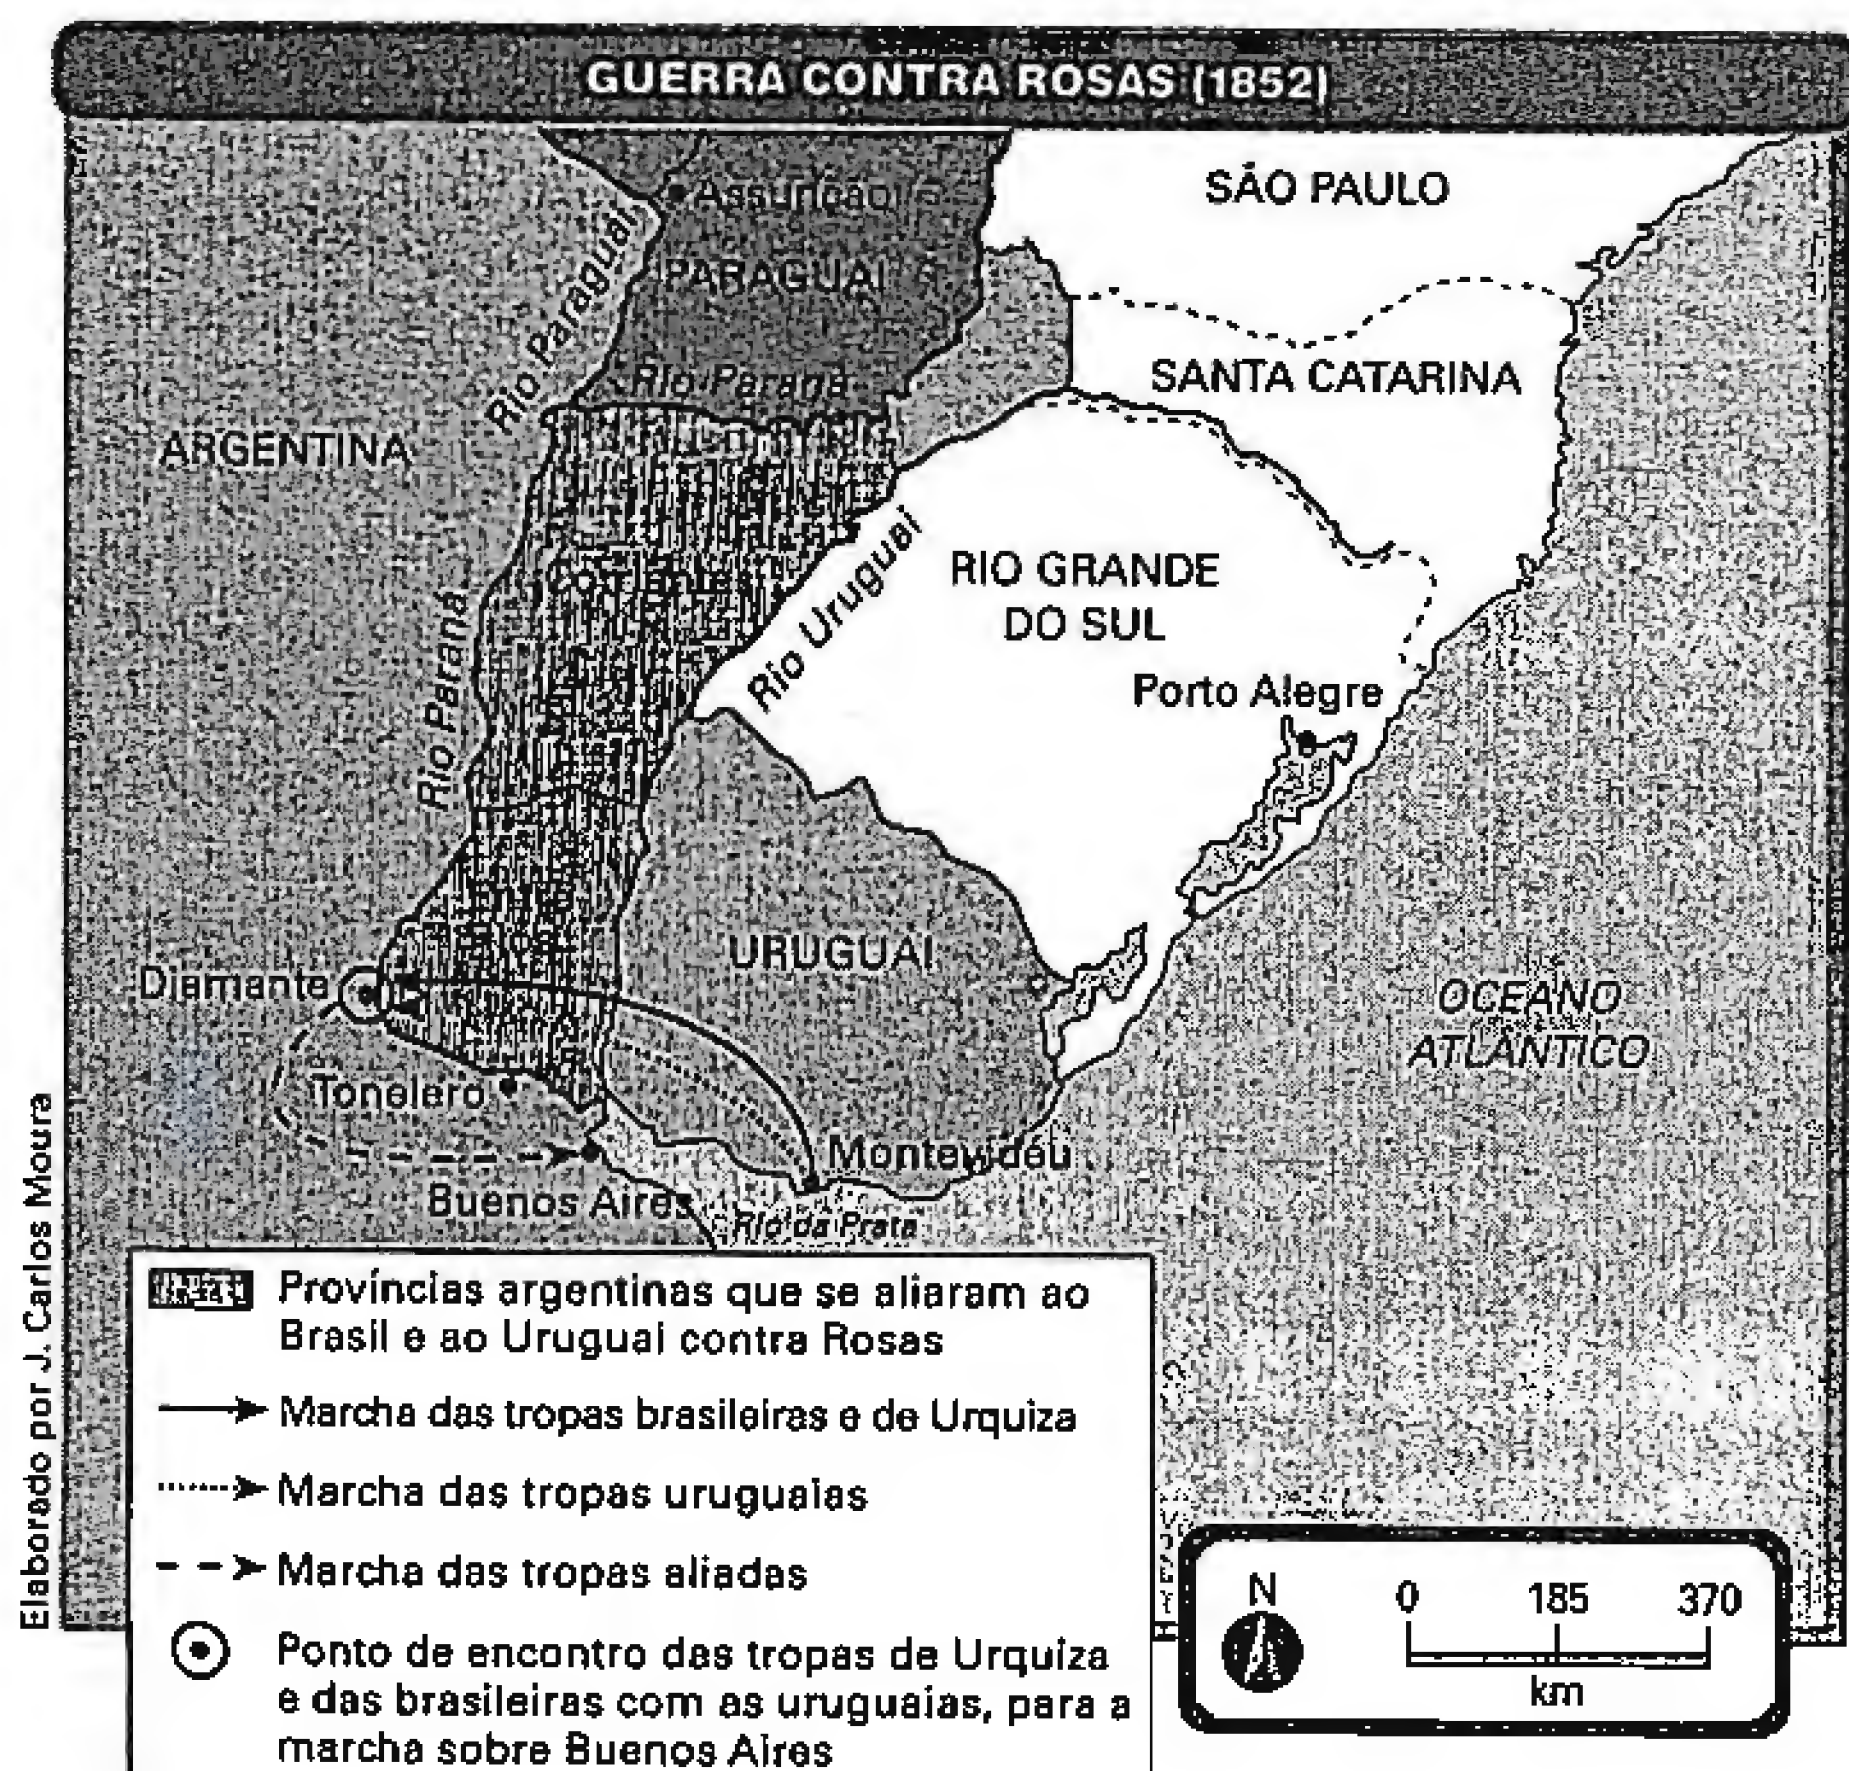 GUERRA CONTRA ROSAS (1852)
SÃO PAULO
Assunção
PARAGUAI
Rio Paraguai
Rio Paraná
SANTA CATARINA
ARGENTINA
Corrientes
Rio Uruguai
RIO GRANDE
DO SUL
Rio Paraná
Porto Alegre
URUGUAI
Diamante
OCEANO
ATLÂNTICO
Tonelero
Montevidéu
Buenos Aires
Rio da Prata
Províncias argentinas que se aliaram ao
Brasil e ao Uruguai contra Rosas
Marcha das tropas brasileiras e de Urquiza
Marcha das tropas uruguaias
Marcha das tropas aliadas
Ponto de encontro das tropas de Urquiza
e das brasileiras com as uruguaias, para a
marcha sobre Buenos Aires
N
0 185 370
km
Elaborado por J. Carlos Moura